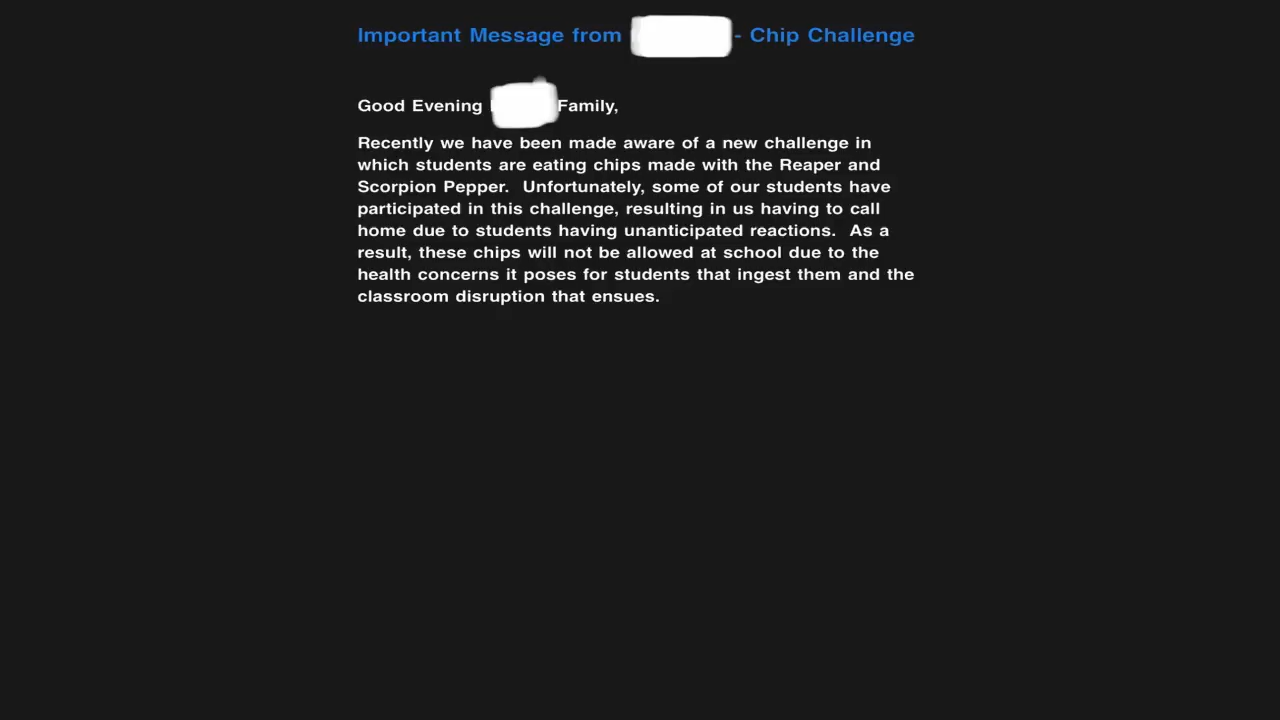 Important Message from - Chip Challenge
Good Evening Family,
Recently we have been made aware of a new challenge in
which students are eating chips made with the Reaper and
Scorpion Pepper.  Unfortunately, some of our students have
participated in this challenge, resulting in us having to call
home due to students having unanticipated reactions.  As a
result, these chips will not be allowed at school due to the
health concerns it poses for students that ingest them and the
classroom disruption that ensues.